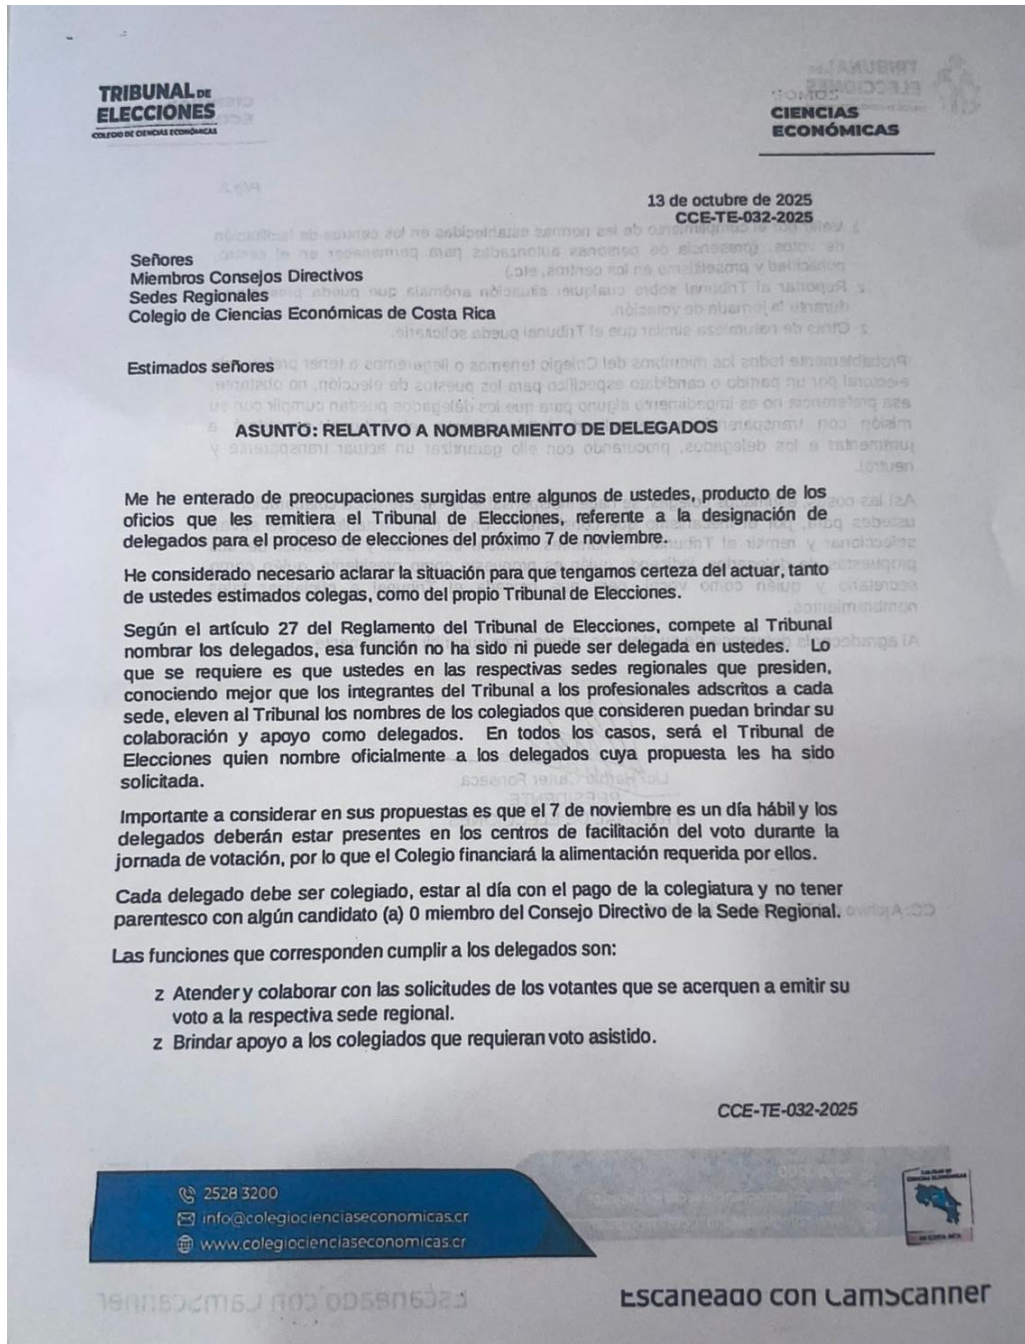 TRIBUNAL DE
ELECCIONES
COLEGIO DE CIENCIAS ECONÓMICAS
SOMOS
CIENCIAS
ECONÓMICAS
13 de octubre de 2025
CCE-TE-032-2025
Señores
Miembros Consejos Directivos
Sedes Regionales
Colegio de Ciencias Económicas de Costa Rica
Estimados señores
ASUNTO: RELATIVO A NOMBRAMIENTO DE DELEGADOS
Me he enterado de preocupaciones surgidas entre algunos de ustedes, producto de los
oficios que les remitiera el Tribunal de Elecciones, referente a la designación de
delegados para el proceso de elecciones del próximo 7 de noviembre.
He considerado necesario aclarar la situación para que tengamos certeza del actuar, tanto
de ustedes estimados colegas, como del propio Tribunal de Elecciones.
Según el artículo 27 del Reglamento del Tribunal de Elecciones, compete al Tribunal
nombrar los delegados, esa función no ha sido ni puede ser delegada en ustedes. Lo
que se requiere es que ustedes en las respectivas sedes regionales que presiden,
conociendo mejor que los integrantes del Tribunal a los profesionales adscritos a cada
sede, eleven al Tribunal los nombres de los colegiados que consideren puedan brindar su
colaboración y apoyo como delegados. En todos los casos, será el Tribunal de
Elecciones quien nombre oficialmente a los delegados cuya propuesta les ha sido
solicitada.
Importante a considerar en sus propuestas es que el 7 de noviembre es un día hábil y los
delegados deberán estar presentes en los centros de facilitación del voto durante la
jornada de votación, por lo que el Colegio financiará la alimentación requerida por ellos.
Cada delegado debe ser colegiado, estar al día con el pago de la colegiatura y no tener
parentesco con algún candidato (a) 0 miembro del Consejo Directivo de la Sede Regional.
Las funciones que corresponden cumplir a los delegados son:
z Atender y colaborar con las solicitudes de los votantes que se acerquen a emitir su
voto a la respectiva sede regional.
z Brindar apoyo a los colegiados que requieran voto asistido.
CCE-TE-032-2025
2528 3200
info@colegiocienciaseconomicas.cr
www.colegiocienciaseconomicas.cr
Escaneado con CamScanner